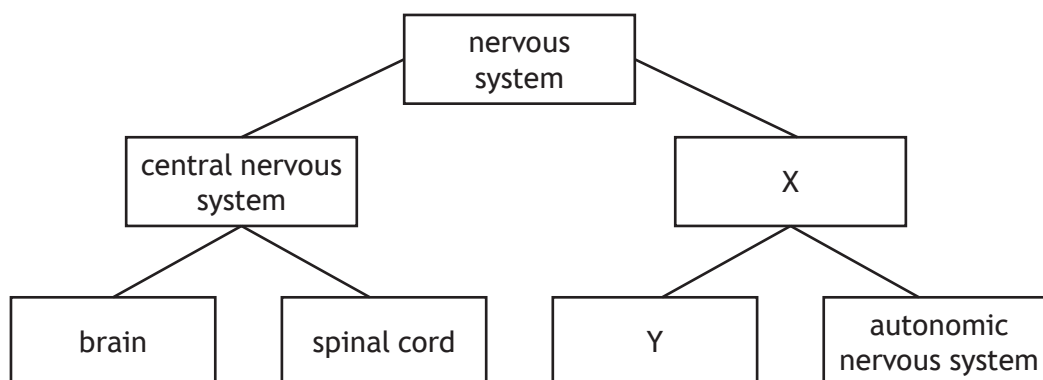 nervous
system
central nervous
system
X
brain
spinal cord
Y
autonomic
nervous system